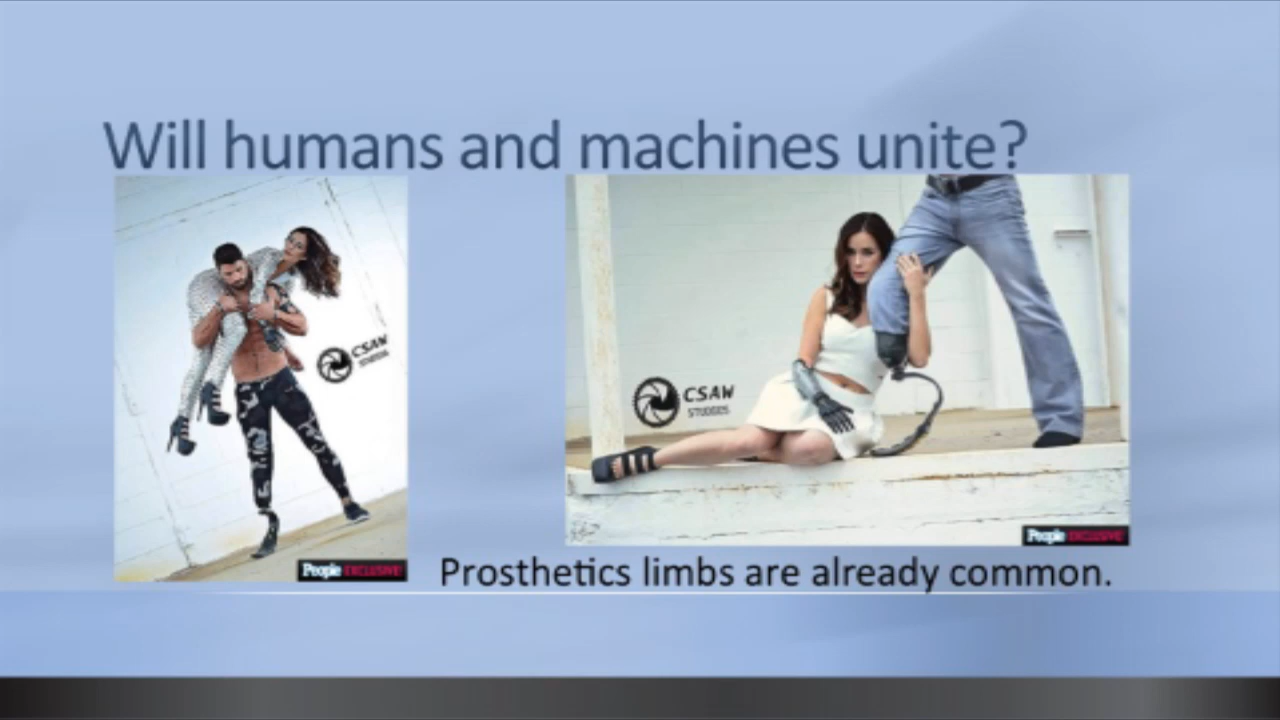 Will humans and machines unite?
CSAW
STUDIOS
CSAW
STUDIOS
People EXCLUSIVE!
People EXCLUSIVE!
Prosthetics limbs are already common.